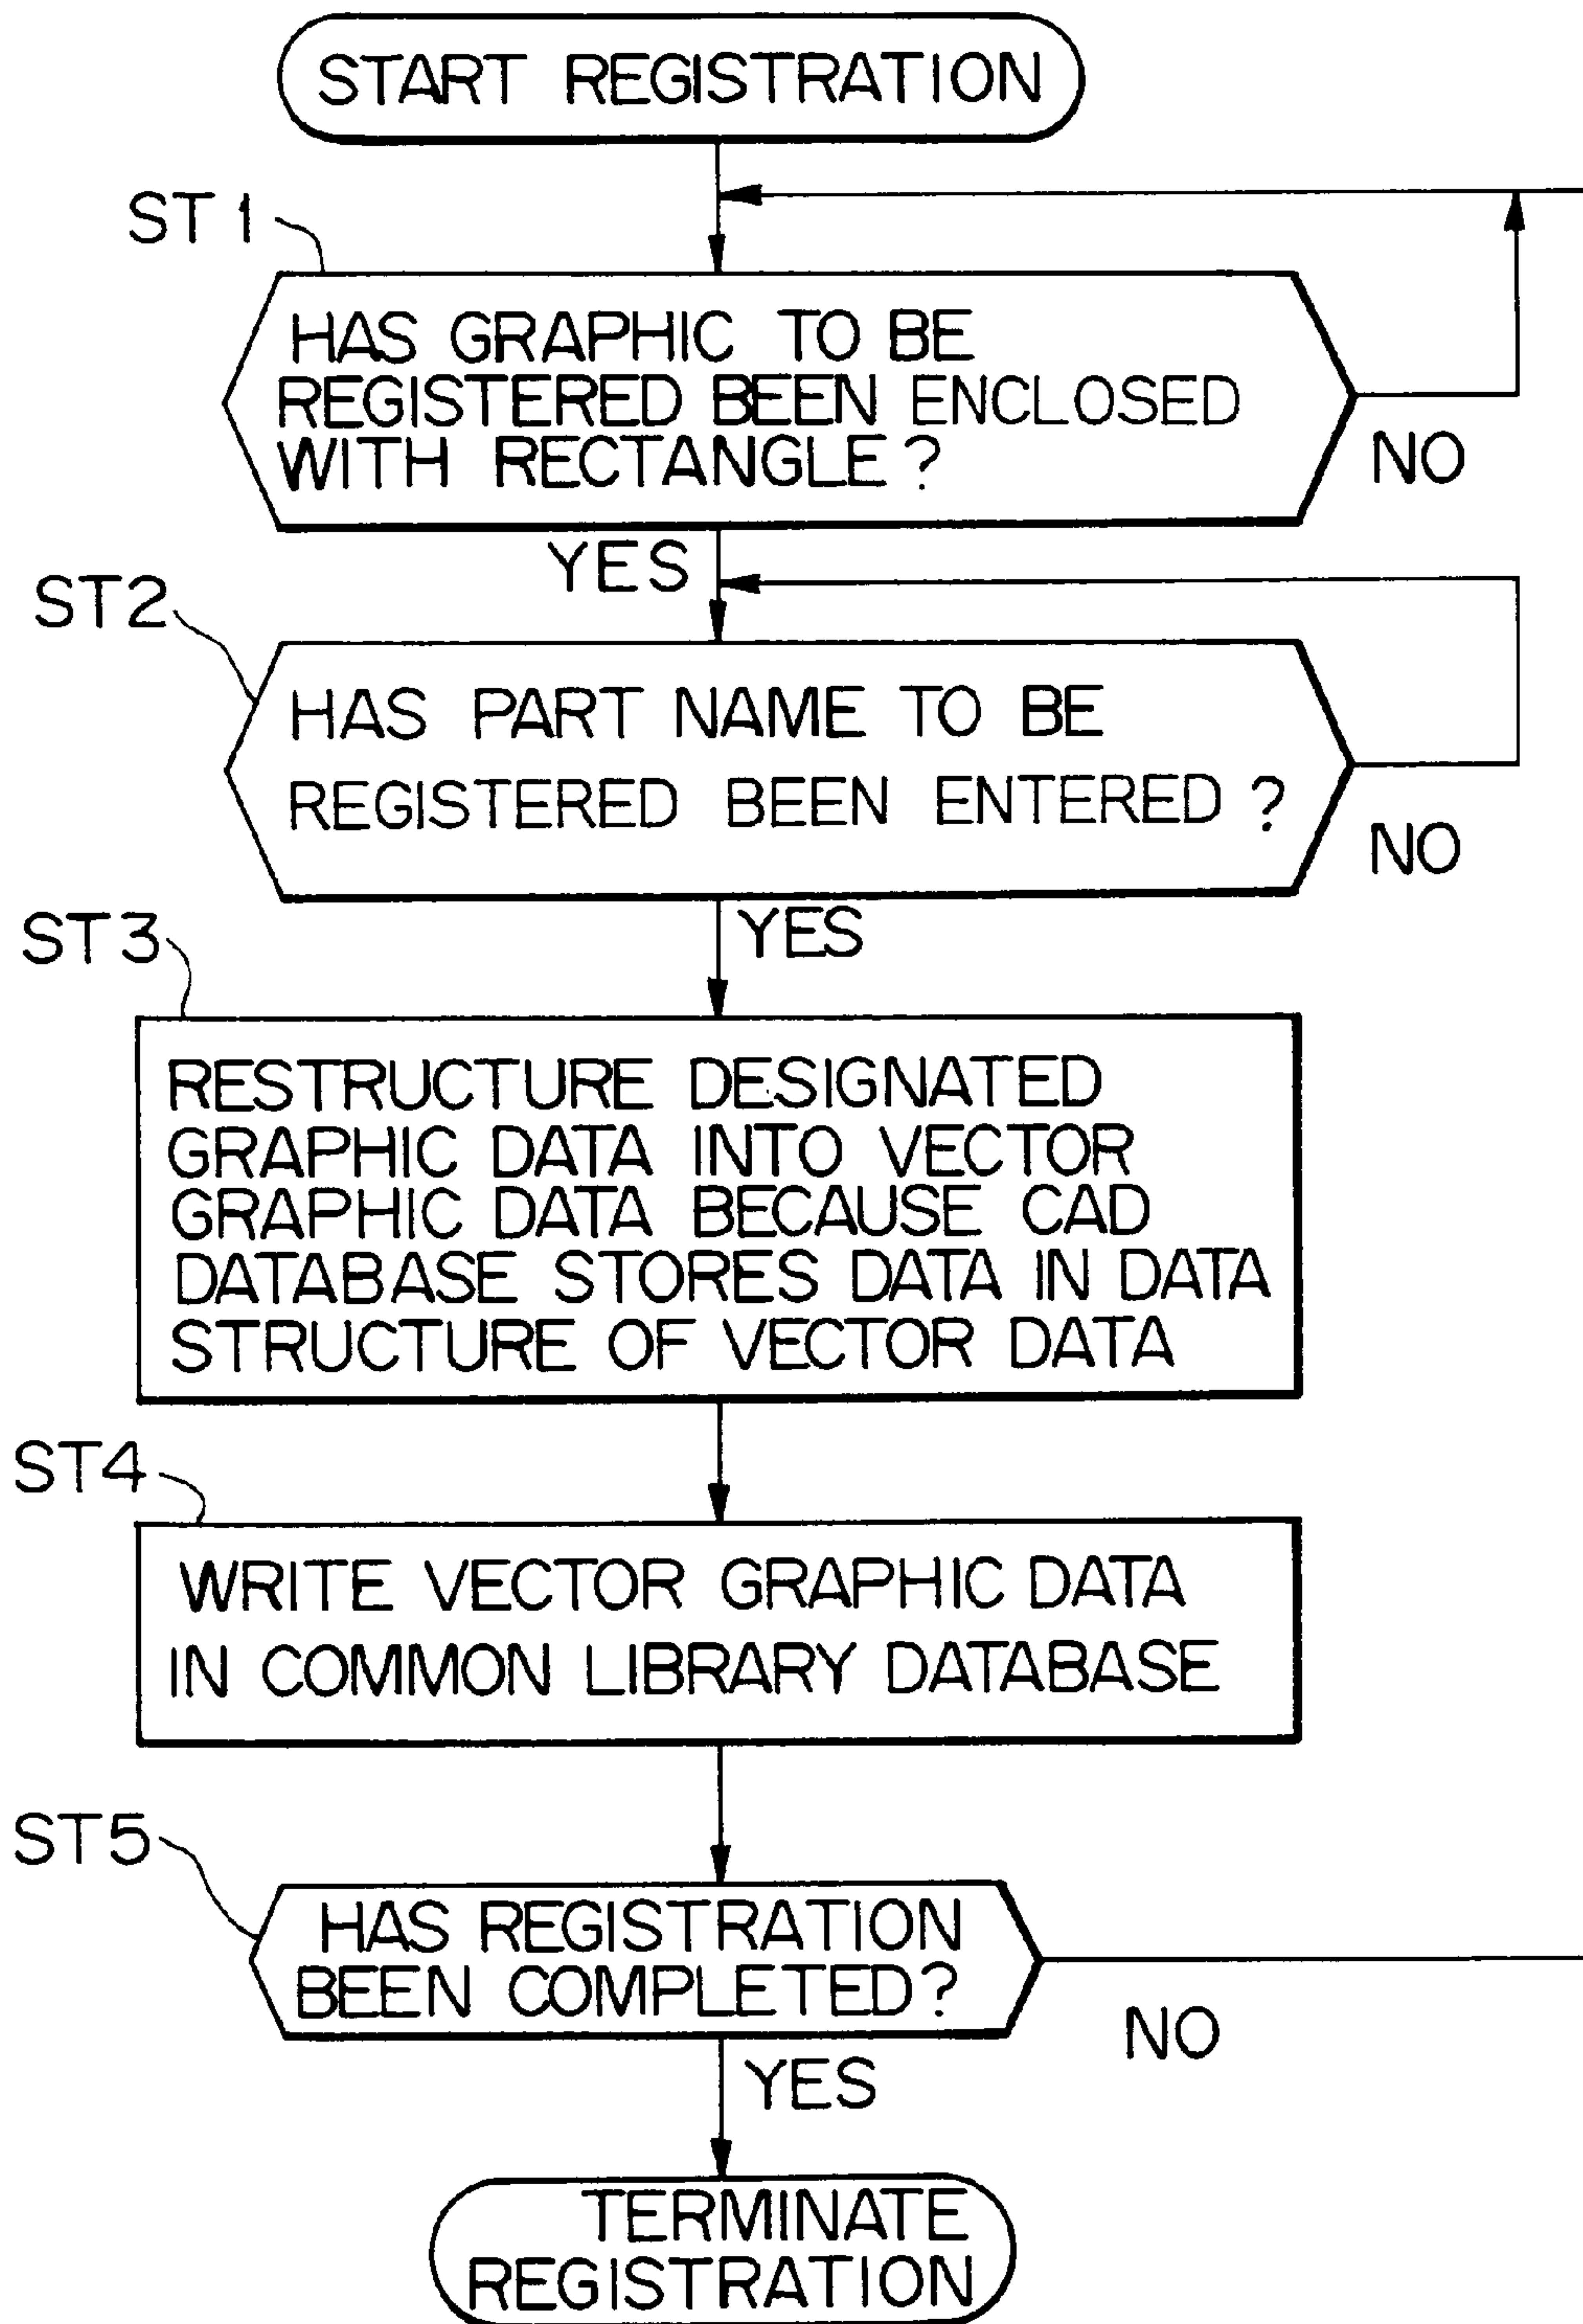 START REGISTRATION
ST1
HAS GRAPHIC TO BE
REGISTERED BEEN ENCLOSED
WITH RECTANGLE?
NO
YES
ST2
HAS PART NAME TO BE
REGISTERED BEEN ENTERED?
NO
YES
ST3
RESTRUCTURE DESIGNATED
GRAPHIC DATA INTO VECTOR
GRAPHIC DATA BECAUSE CAD
DATABASE STORES DATA IN DATA
STRUCTURE OF VECTOR DATA
ST4
WRITE VECTOR GRAPHIC DATA
IN COMMON LIBRARY DATABASE
ST5
HAS REGISTRATION
BEEN COMPLETED?
NO
YES
TERMINATE
REGISTRATION